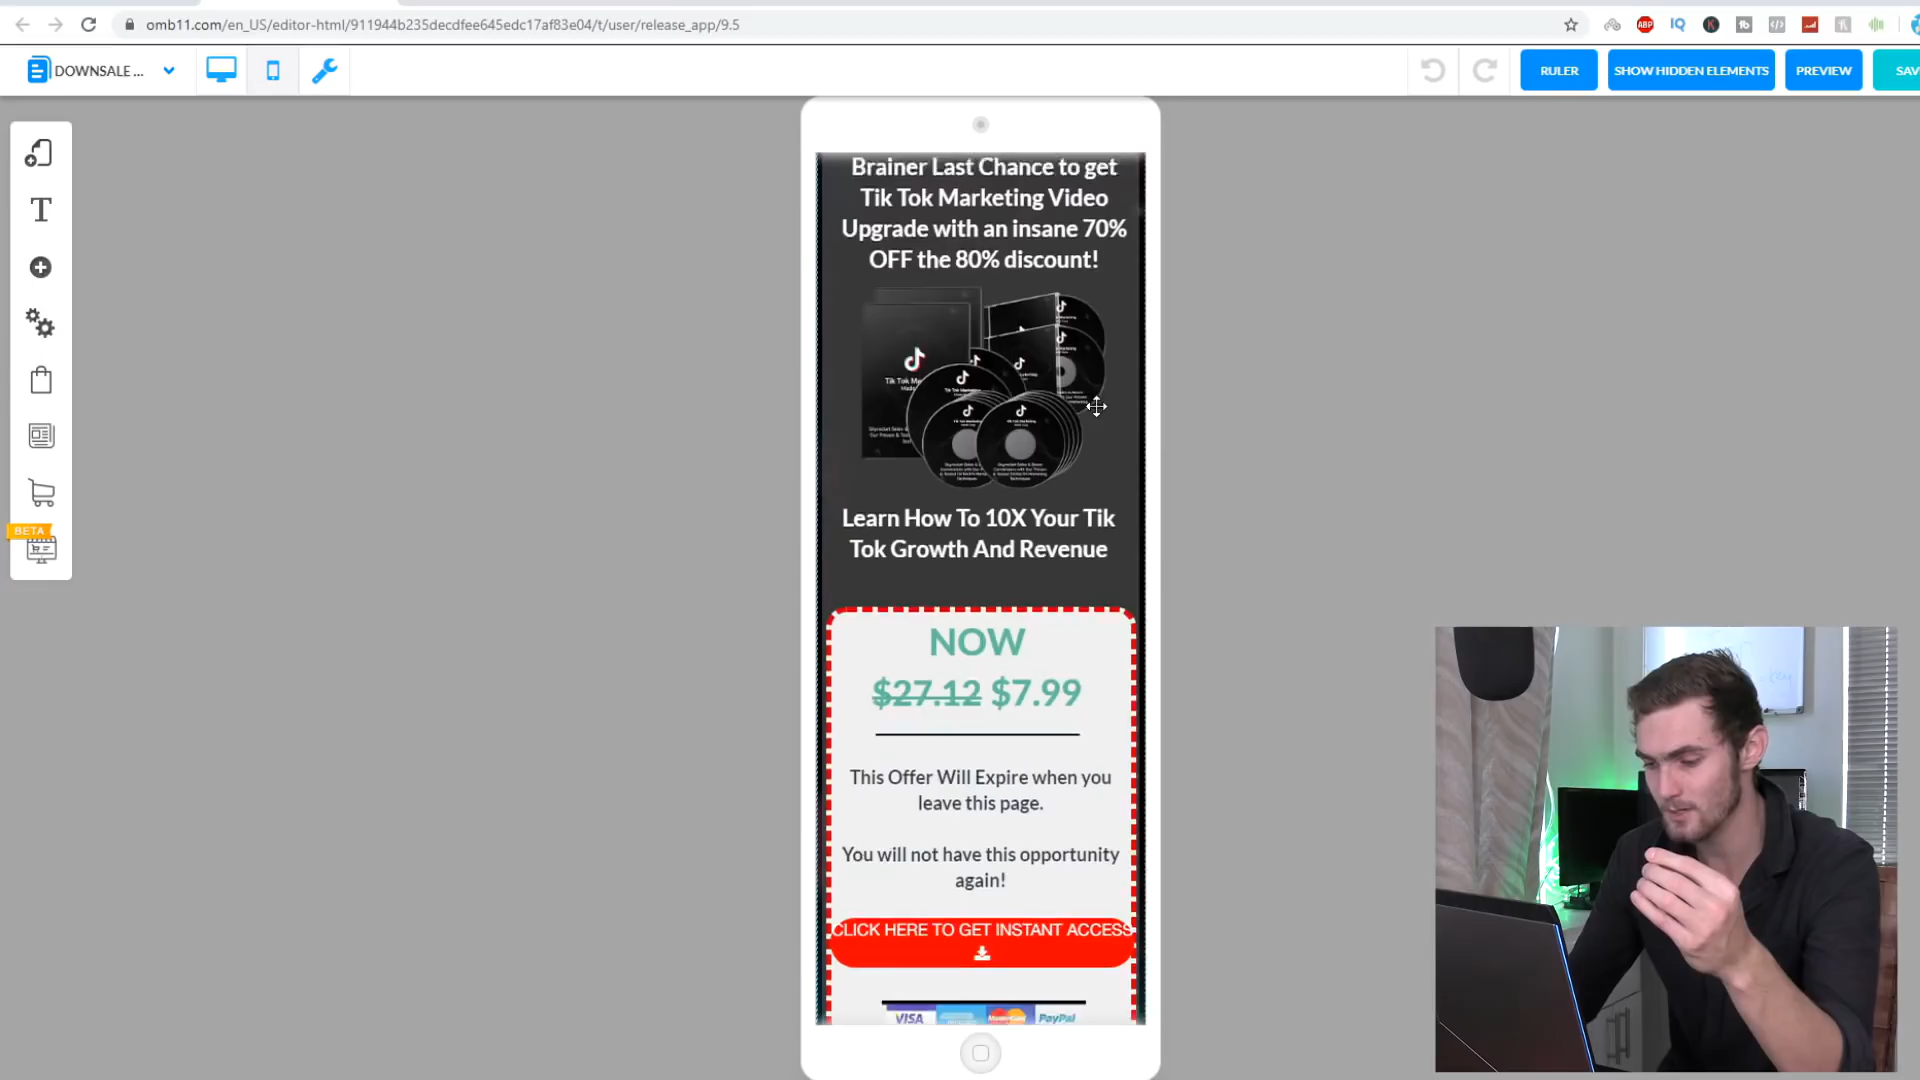 omb11.com/en_US/editor-html/911944b235decdfee645edc17af83e04/t/user/release_app/9.5
ABP
IQ
DOWNSALE ...
RULER
SHOW HIDDEN ELEMENTS
PREVIEW
SAV
BETA
Brainer Last Chance to get
Tik Tok Marketing Video
Upgrade with an insane 70%
OFF the 80% discount!
Learn How To 10X Your Tik
Tok Growth And Revenue
NOW
$27.12 $7.99
This Offer Will Expire when you
leave this page.
You will not have this opportunity
again!
CLICK HERE TO GET INSTANT ACCESS
VISA
PayPal